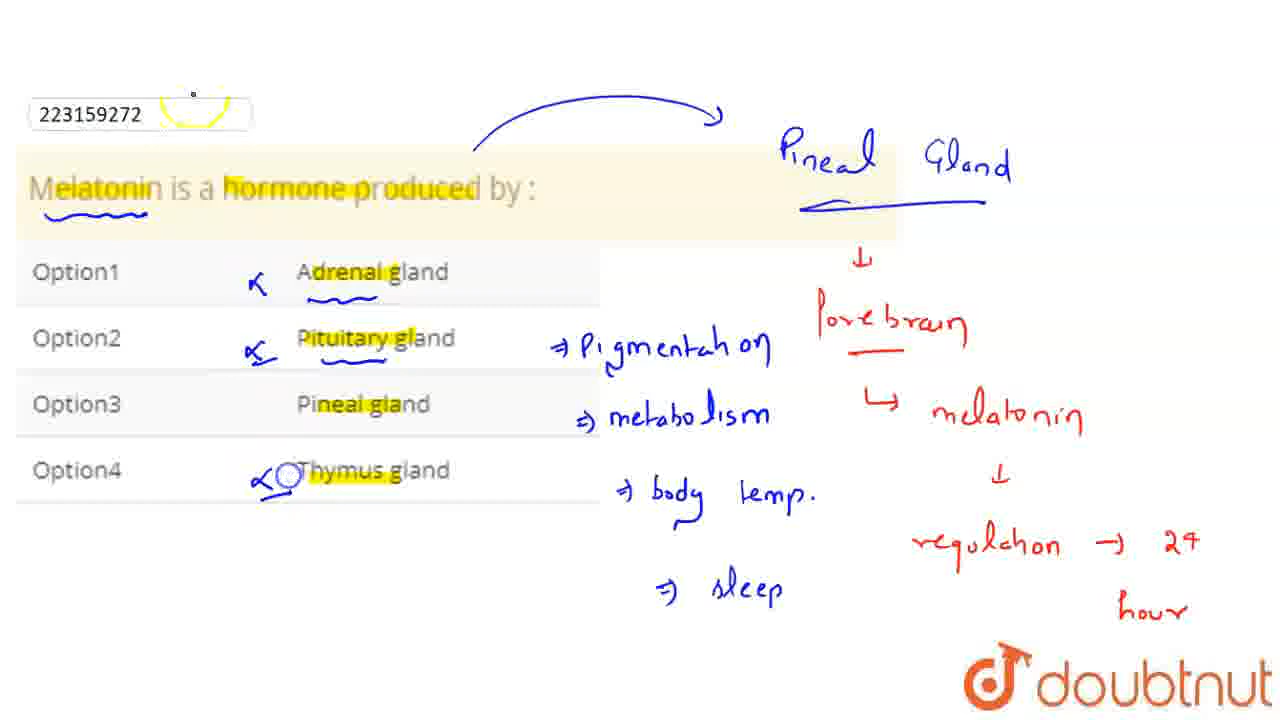 223159272
Melatonin is a hormone produced by :
Option1 Adrenal gland
Option2 Pituitary gland
Option3 Pineal gland
Option4 Thymus gland
Pineal Gland
↓
forebrain
↳ melatonin
↓
regulation → 24
hour
⇒ Pigmentation
⇒ metabolism
⇒ body temp.
⇒ sleep
doubtnut